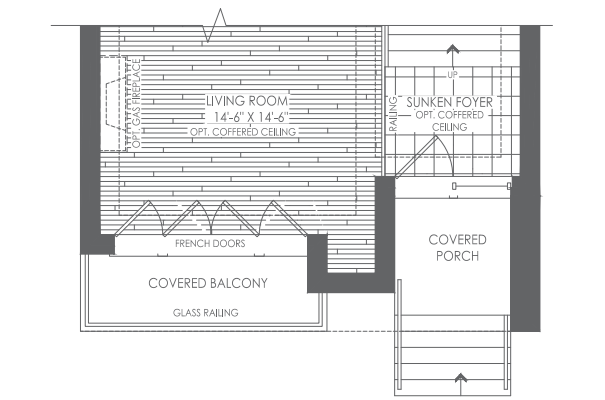 OPT. GAS FIREPLACE
LIVING ROOM
14'-6" X 14'-6"
OPT. COFFERED CEILING
UP
RAILING
SUNKEN FOYER
OPT. COFFERED
CEILING
FRENCH DOORS
COVERED BALCONY
GLASS RAILING
COVERED
PORCH